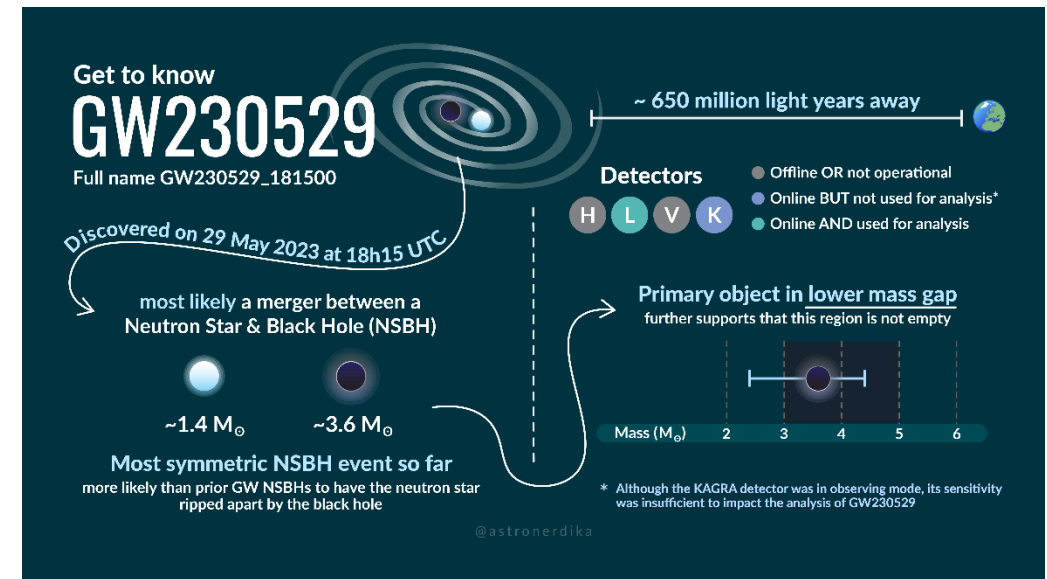 Get to know
GW230529
Full name GW230529_181500
Discovered on 29 May 2023 at 18h15 UTC
most likely a merger between a
Neutron Star & Black Hole (NSBH)
~1.4 M⊙
~3.6 M⊙
Most symmetric NSBH event so far
more likely than prior GW NSBHs to have the neutron star
ripped apart by the black hole
~ 650 million light years away
Detectors
H L V K
Offline OR not operational
Online BUT not used for analysis*
Online AND used for analysis
Primary object in lower mass gap
further supports that this region is not empty
Mass (M⊙) 2 3 4 5 6
* Although the KAGRA detector was in observing mode, its sensitivity
was insufficient to impact the analysis of GW230529
@astronerdika